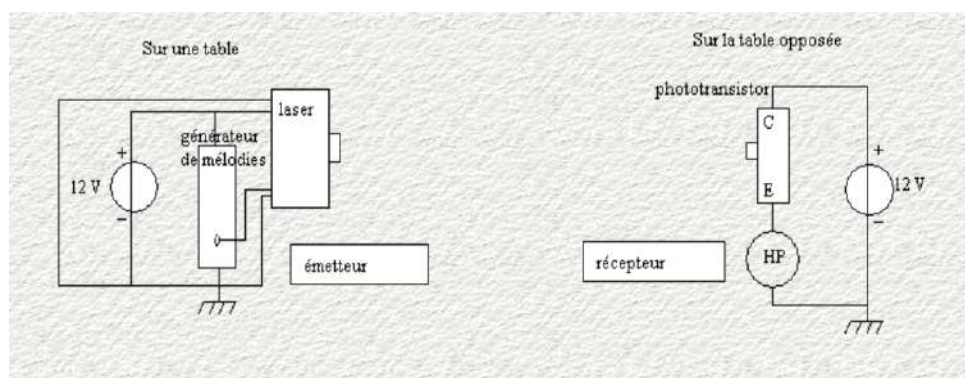 Sur une table
laser
générateur
de mélodies
+
12 V
−
émetteur
Sur la table opposée
phototransistor
C
E
+
12 V
−
HP
récepteur